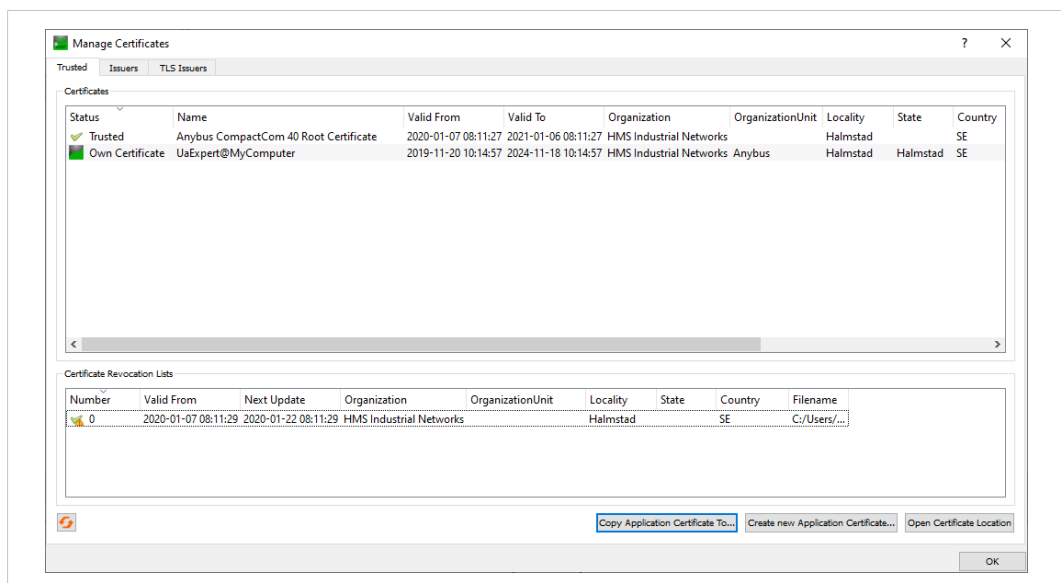 Manage Certificates ?
Trusted Issuers TLS Issuers
Certificates
Status Name Valid From Valid To Organization OrganizationUnit Locality State Country
Trusted Anybus CompactCom 40 Root Certificate 2020-01-07 08:11:27 2021-01-06 08:11:27 HMS Industrial Networks Halmstad SE
Own Certificate UaExpert@MyComputer 2019-11-20 10:14:57 2024-11-18 10:14:57 HMS Industrial Networks Anybus Halmstad Halmstad SE
Certificate Revocation Lists
Number Valid From Next Update Organization OrganizationUnit Locality State Country Filename
0 2020-01-07 08:11:29 2020-01-22 08:11:29 HMS Industrial Networks Halmstad SE C:/Users/...
Copy Application Certificate To... Create new Application Certificate... Open Certificate Location
OK